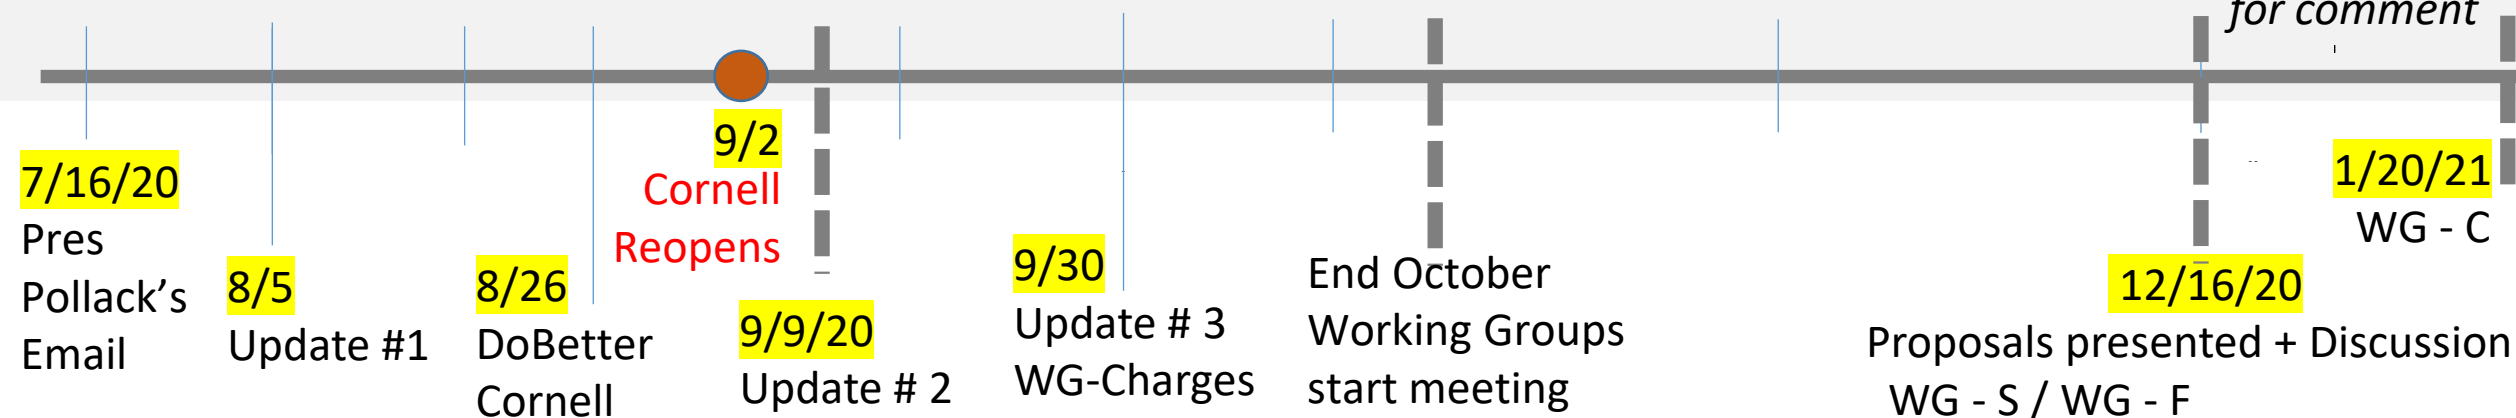 for comment
7/16/20
Pres
Pollack’s
Email
8/5
Update #1
8/26
DoBetter
Cornell
9/2
Cornell
Reopens
9/9/20
Update # 2
9/30
Update # 3
WG-Charges
End October
Working Groups
start meeting
12/16/20
Proposals presented + Discussion
WG - S / WG - F
1/20/21
WG - C